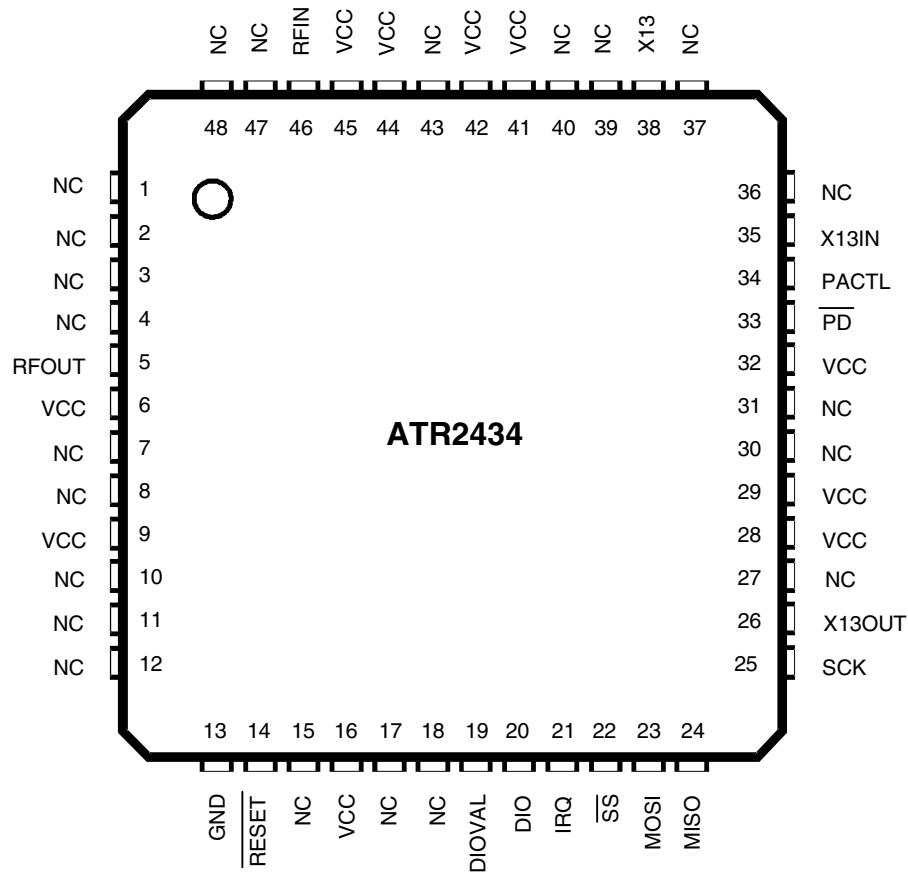 NC NC RFIN VCC VCC NC VCC VCC NC NC X13 NC
48 47 46 45 44 43 42 41 40 39 38 37
NC 1 36 NC
NC 2 35 X13IN
NC 3 34 PACTL
NC 4 33 PD
RFOUT 5 32 VCC
VCC 6 31 NC
NC 7 30 NC
ATR2434
NC 8 29 VCC
VCC 9 28 VCC
NC 10 27 NC
NC 11 26 X13OUT
NC 12 25 SCK
13 14 15 16 17 18 19 20 21 22 23 24
GND RESET NC VCC NC NC DIOVAL DIO IRQ SS MOSI MISO